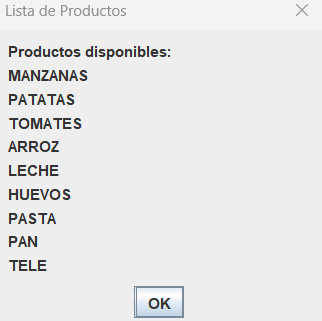 Lista de Productos
Productos disponibles:
MANZANAS
PATATAS
TOMATES
ARROZ
LECHE
HUEVOS
PASTA
PAN
TELE
OK